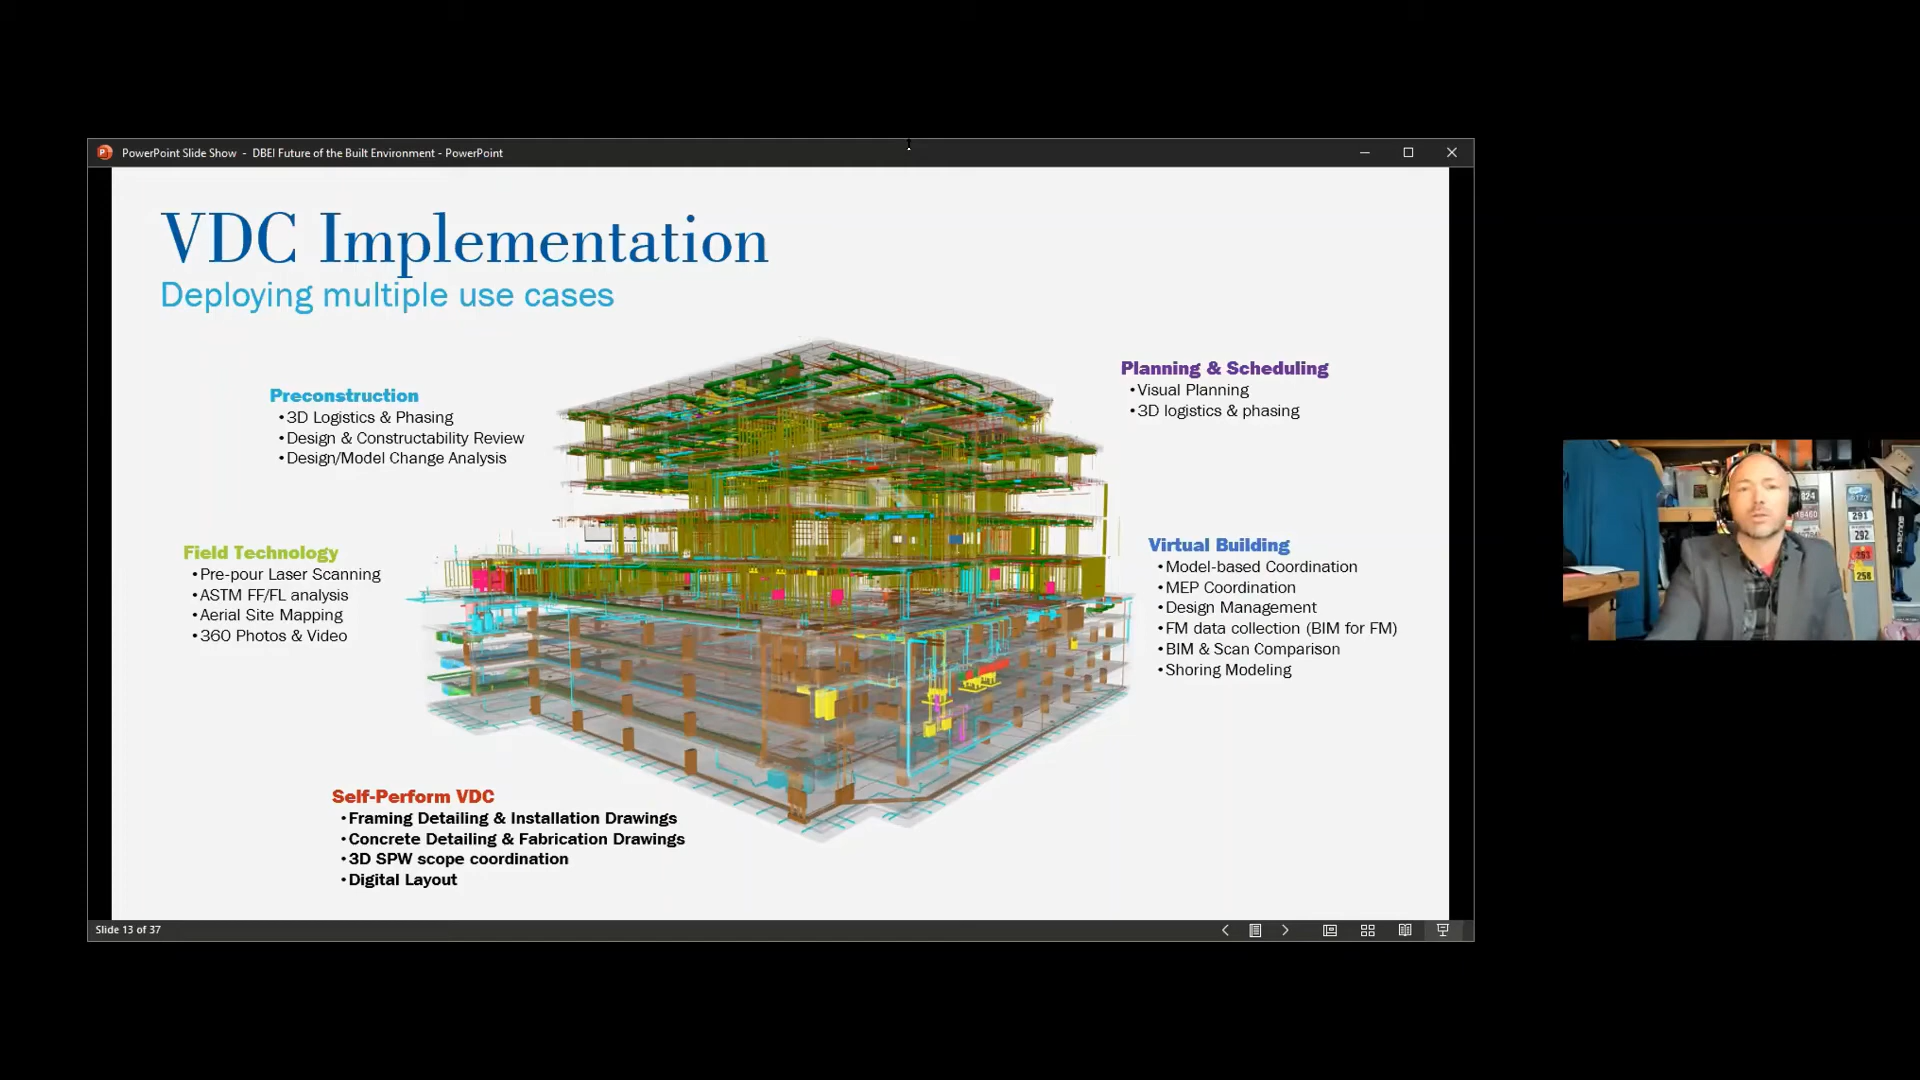 PowerPoint Slide Show - DBEI Future of the Built Environment - PowerPoint
VDC Implementation
Deploying multiple use cases
Preconstruction
•3D Logistics & Phasing
•Design & Constructability Review
•Design/Model Change Analysis
Planning & Scheduling
•Visual Planning
•3D logistics & phasing
Field Technology
•Pre-pour Laser Scanning
•ASTM FF/FL analysis
•Aerial Site Mapping
•360 Photos & Video
Virtual Building
•Model-based Coordination
•MEP Coordination
•Design Management
•FM data collection (BIM for FM)
•BIM & Scan Comparison
•Shoring Modeling
Self-Perform VDC
•Framing Detailing & Installation Drawings
•Concrete Detailing & Fabrication Drawings
•3D SPW scope coordination
•Digital Layout
Slide 13 of 37
291
292
258